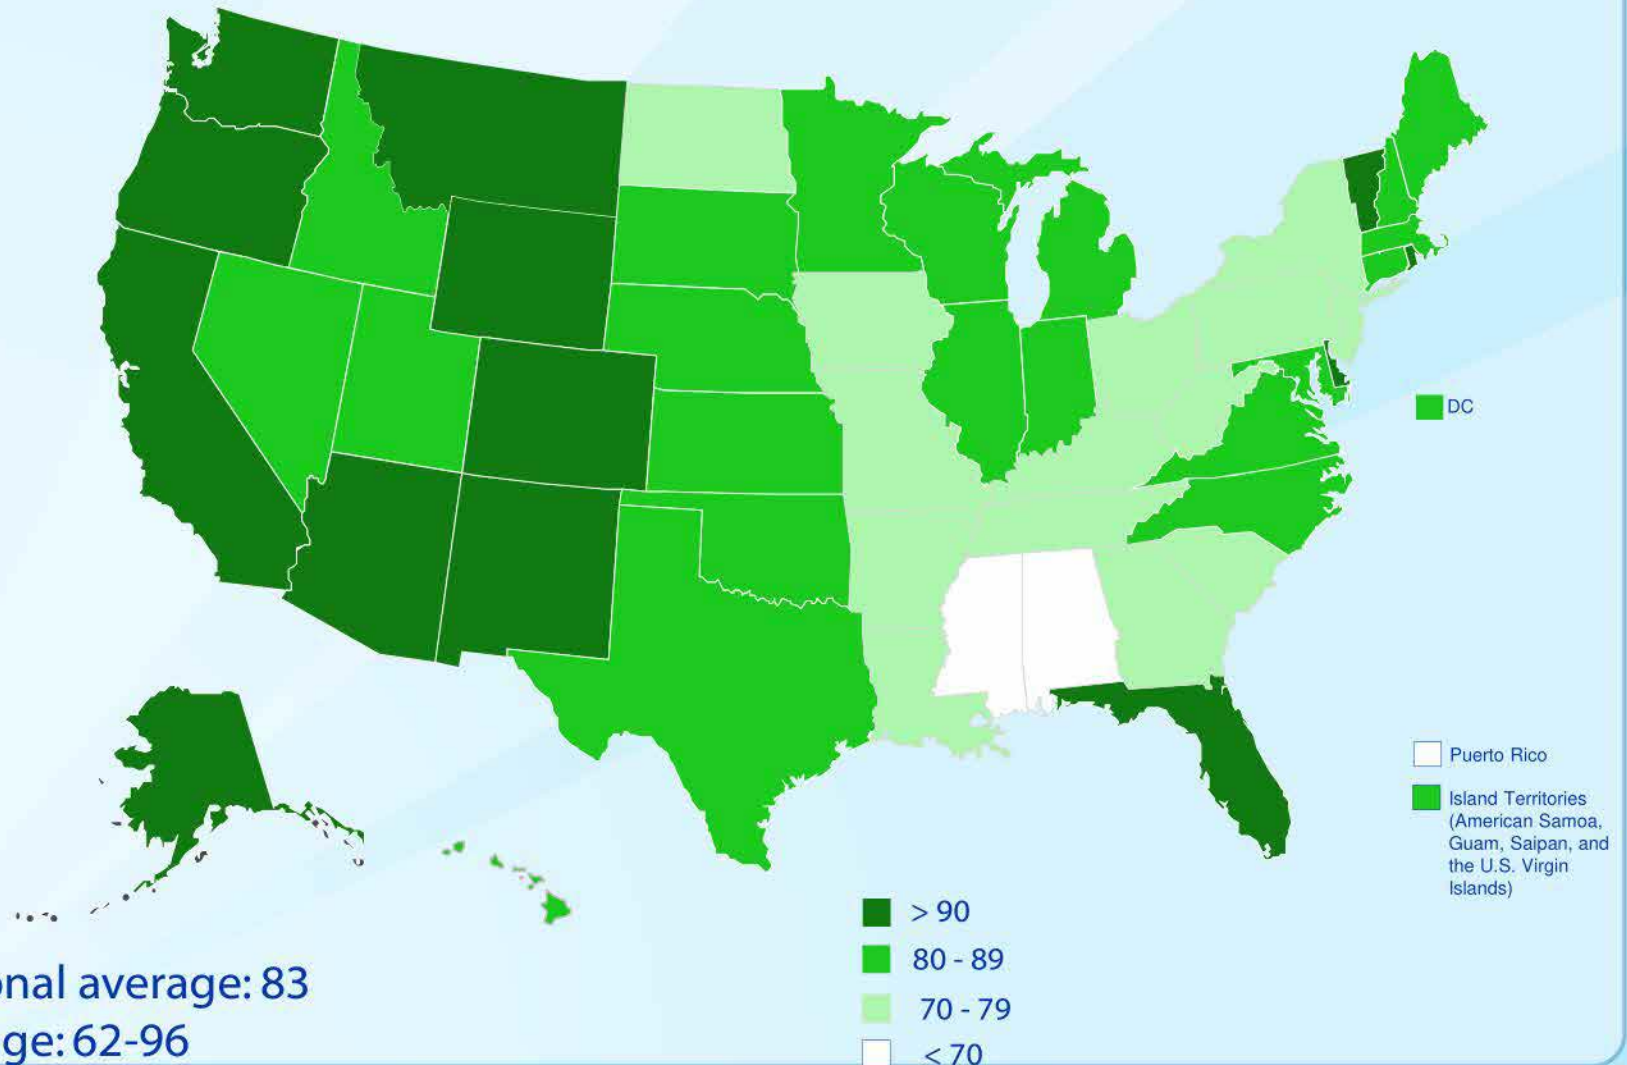 DC
Puerto Rico
Island Territories
(American Samoa,
Guam, Saipan, and
the U.S. Virgin
Islands)
> 90
80 - 89
70 - 79
< 70
onal average: 83
ge: 62-96